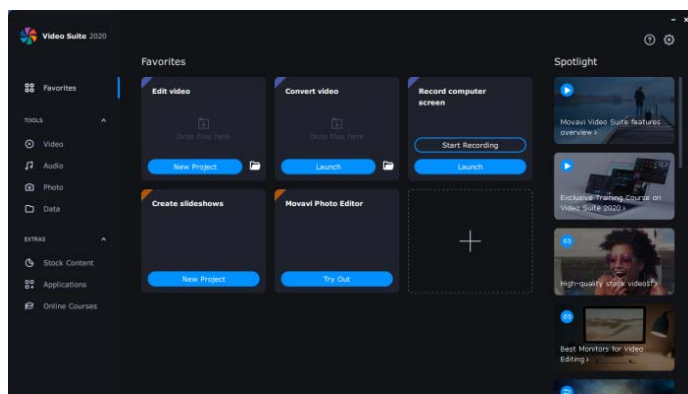 Video Suite 2020
Favorites
TOOLS
Video
Audio
Photo
Data
EXTRAS
Stock Content
Applications
Online Courses
Favorites
Edit video
Drop files here
New Project
Convert video
Drop files here
Launch
Record computer
screen
Start Recording
Launch
Create slideshows
New Project
Movavi Photo Editor
Try Out
Spotlight
Movavi Video Suite features
overview ›
Exclusive Training Course on
Video Suite 2020 ›
High-quality stock videos! ›
Best Monitors for Video
Editing ›